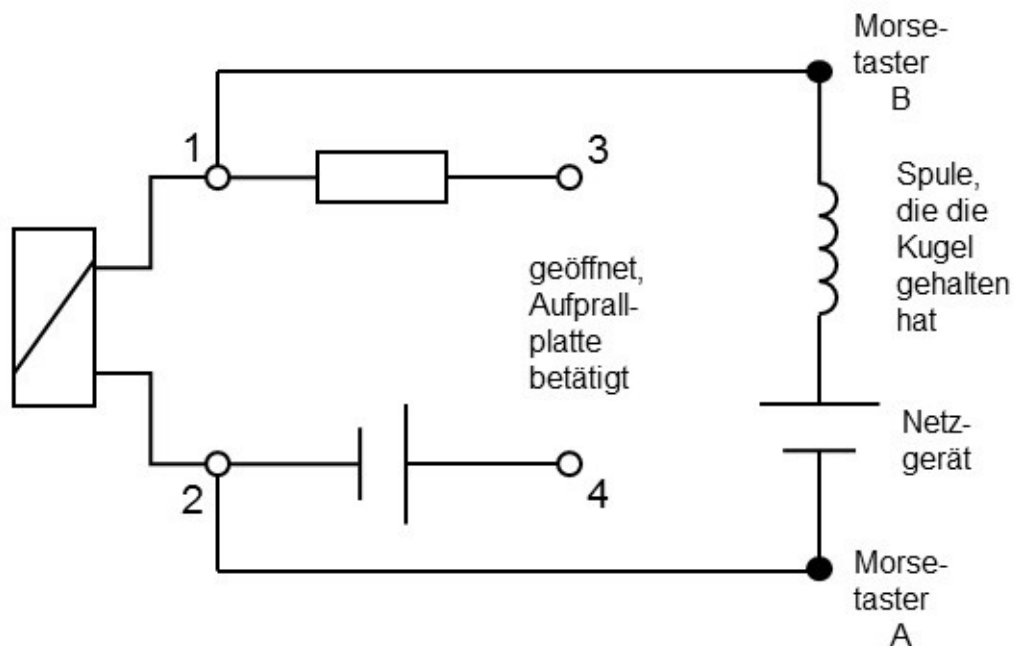 Morse-
taster
B
1
3
Spule,
die die
Kugel
gehalten
hat
geöffnet,
Aufprall-
platte
betätigt
Netz-
gerät
2
4
Morse-
taster
A